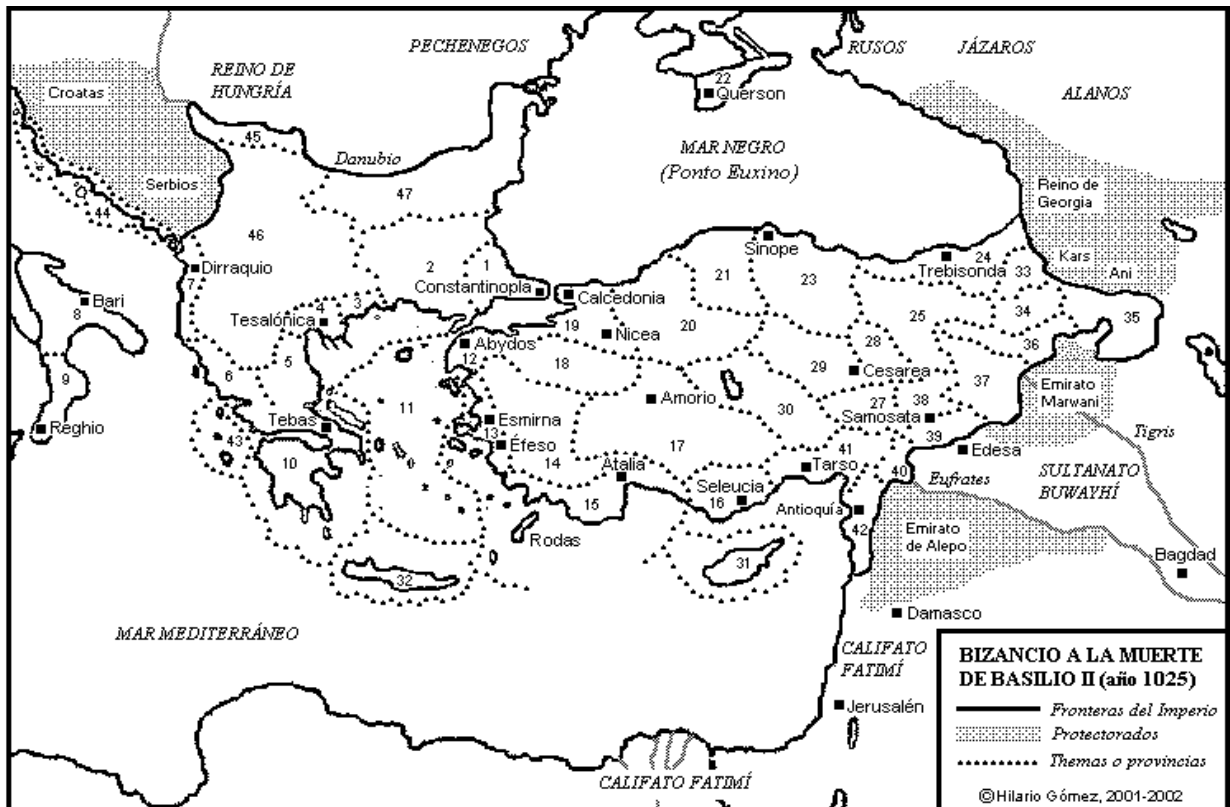 PECHENEGOS
RUSOS
JÁZAROS
REINO DE
HUNGRÍA
Croatas
22
Querson
ALANOS
45
Danubio
MAR NEGRO
(Ponto Euxino)
Serbios
44
47
Reino de
Georgia
46
Sinope
Dirraquio
7
2
1
21
23
Trebisonda
24
33
Kars
Ani
Constantinopla
Calcedonia
Bari
8
4
3
Tesalónica
19
Nicea
20
25
34
35
Abydos
12
18
28
36
5
6
29
Cesarea
37
Emirato
Marwaní
9
Reghio
11
Amorio
30
27
38
Samosata
Tebas
Esmirna
13
Éfeso
43
39
Edesa
Tigris
10
14
17
41
Atalia
Tarso
40
Eufrates
SULTANATO
BUWAYHÍ
15
Seleucia
16
Antioquía
42
Rodas
Emirato
de Alepo
31
Bagdad
32
Damasco
MAR MEDITERRÁNEO
CALIFATO
FATIMÍ
Jerusalén
CALIFATO FATIMÍ
BIZANCIO A LA MUERTE
DE BASILIO II (año 1025)
Fronteras del Imperio
Protectorados
Themas o provincias
©Hilario Gómez, 2001-2002